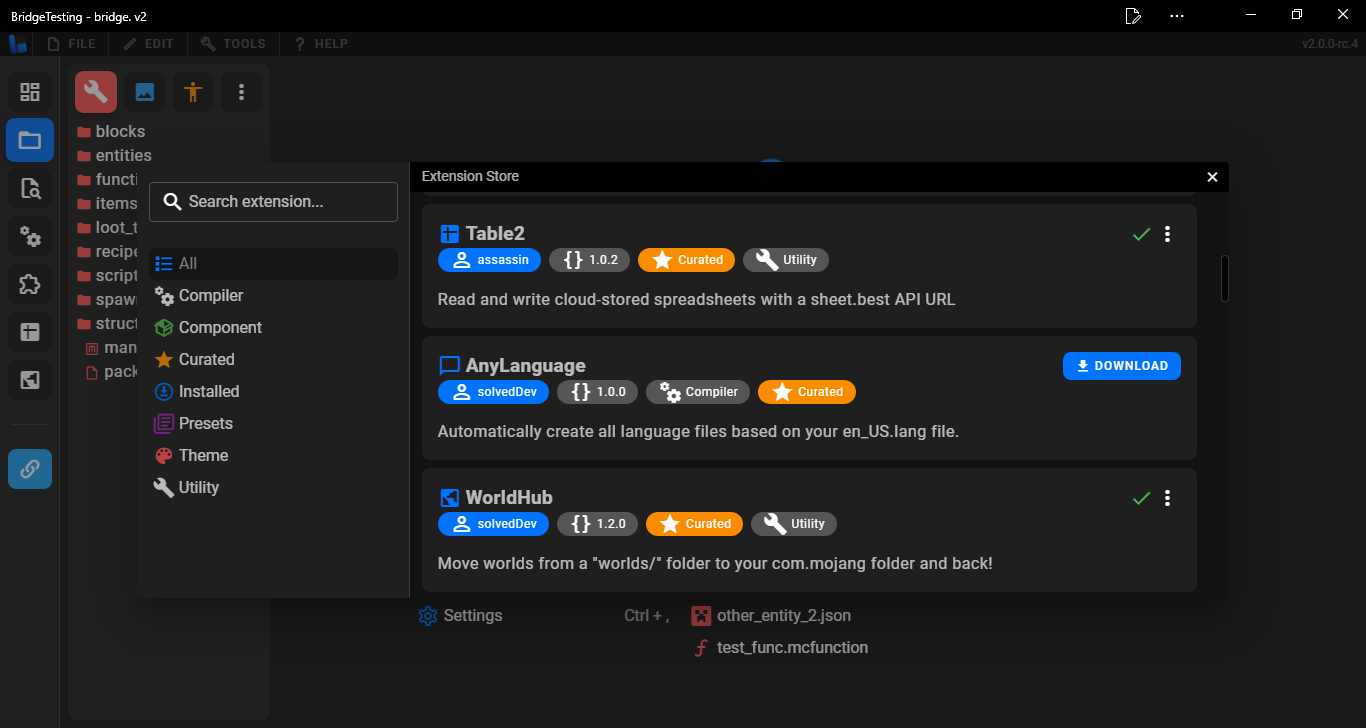 BridgeTesting - bridge. v2
FILE EDIT TOOLS ? HELP
v2.0.0-rc.4
blocks
entities
functi
items
loot_t
recipe
script
spaw
struct
man
pack
Search extension...
All
Compiler
Component
Curated
Installed
Presets
Theme
Utility
Extension Store
Table2
assassin {} 1.0.2 Curated Utility
Read and write cloud-stored spreadsheets with a sheet.best API URL
AnyLanguage
DOWNLOAD
solvedDev {} 1.0.0 Compiler Curated
Automatically create all language files based on your en_US.lang file.
WorldHub
solvedDev {} 1.2.0 Curated Utility
Move worlds from a "worlds/" folder to your com.mojang folder and back!
Settings Ctrl + ,
other_entity_2.json
test_func.mcfunction